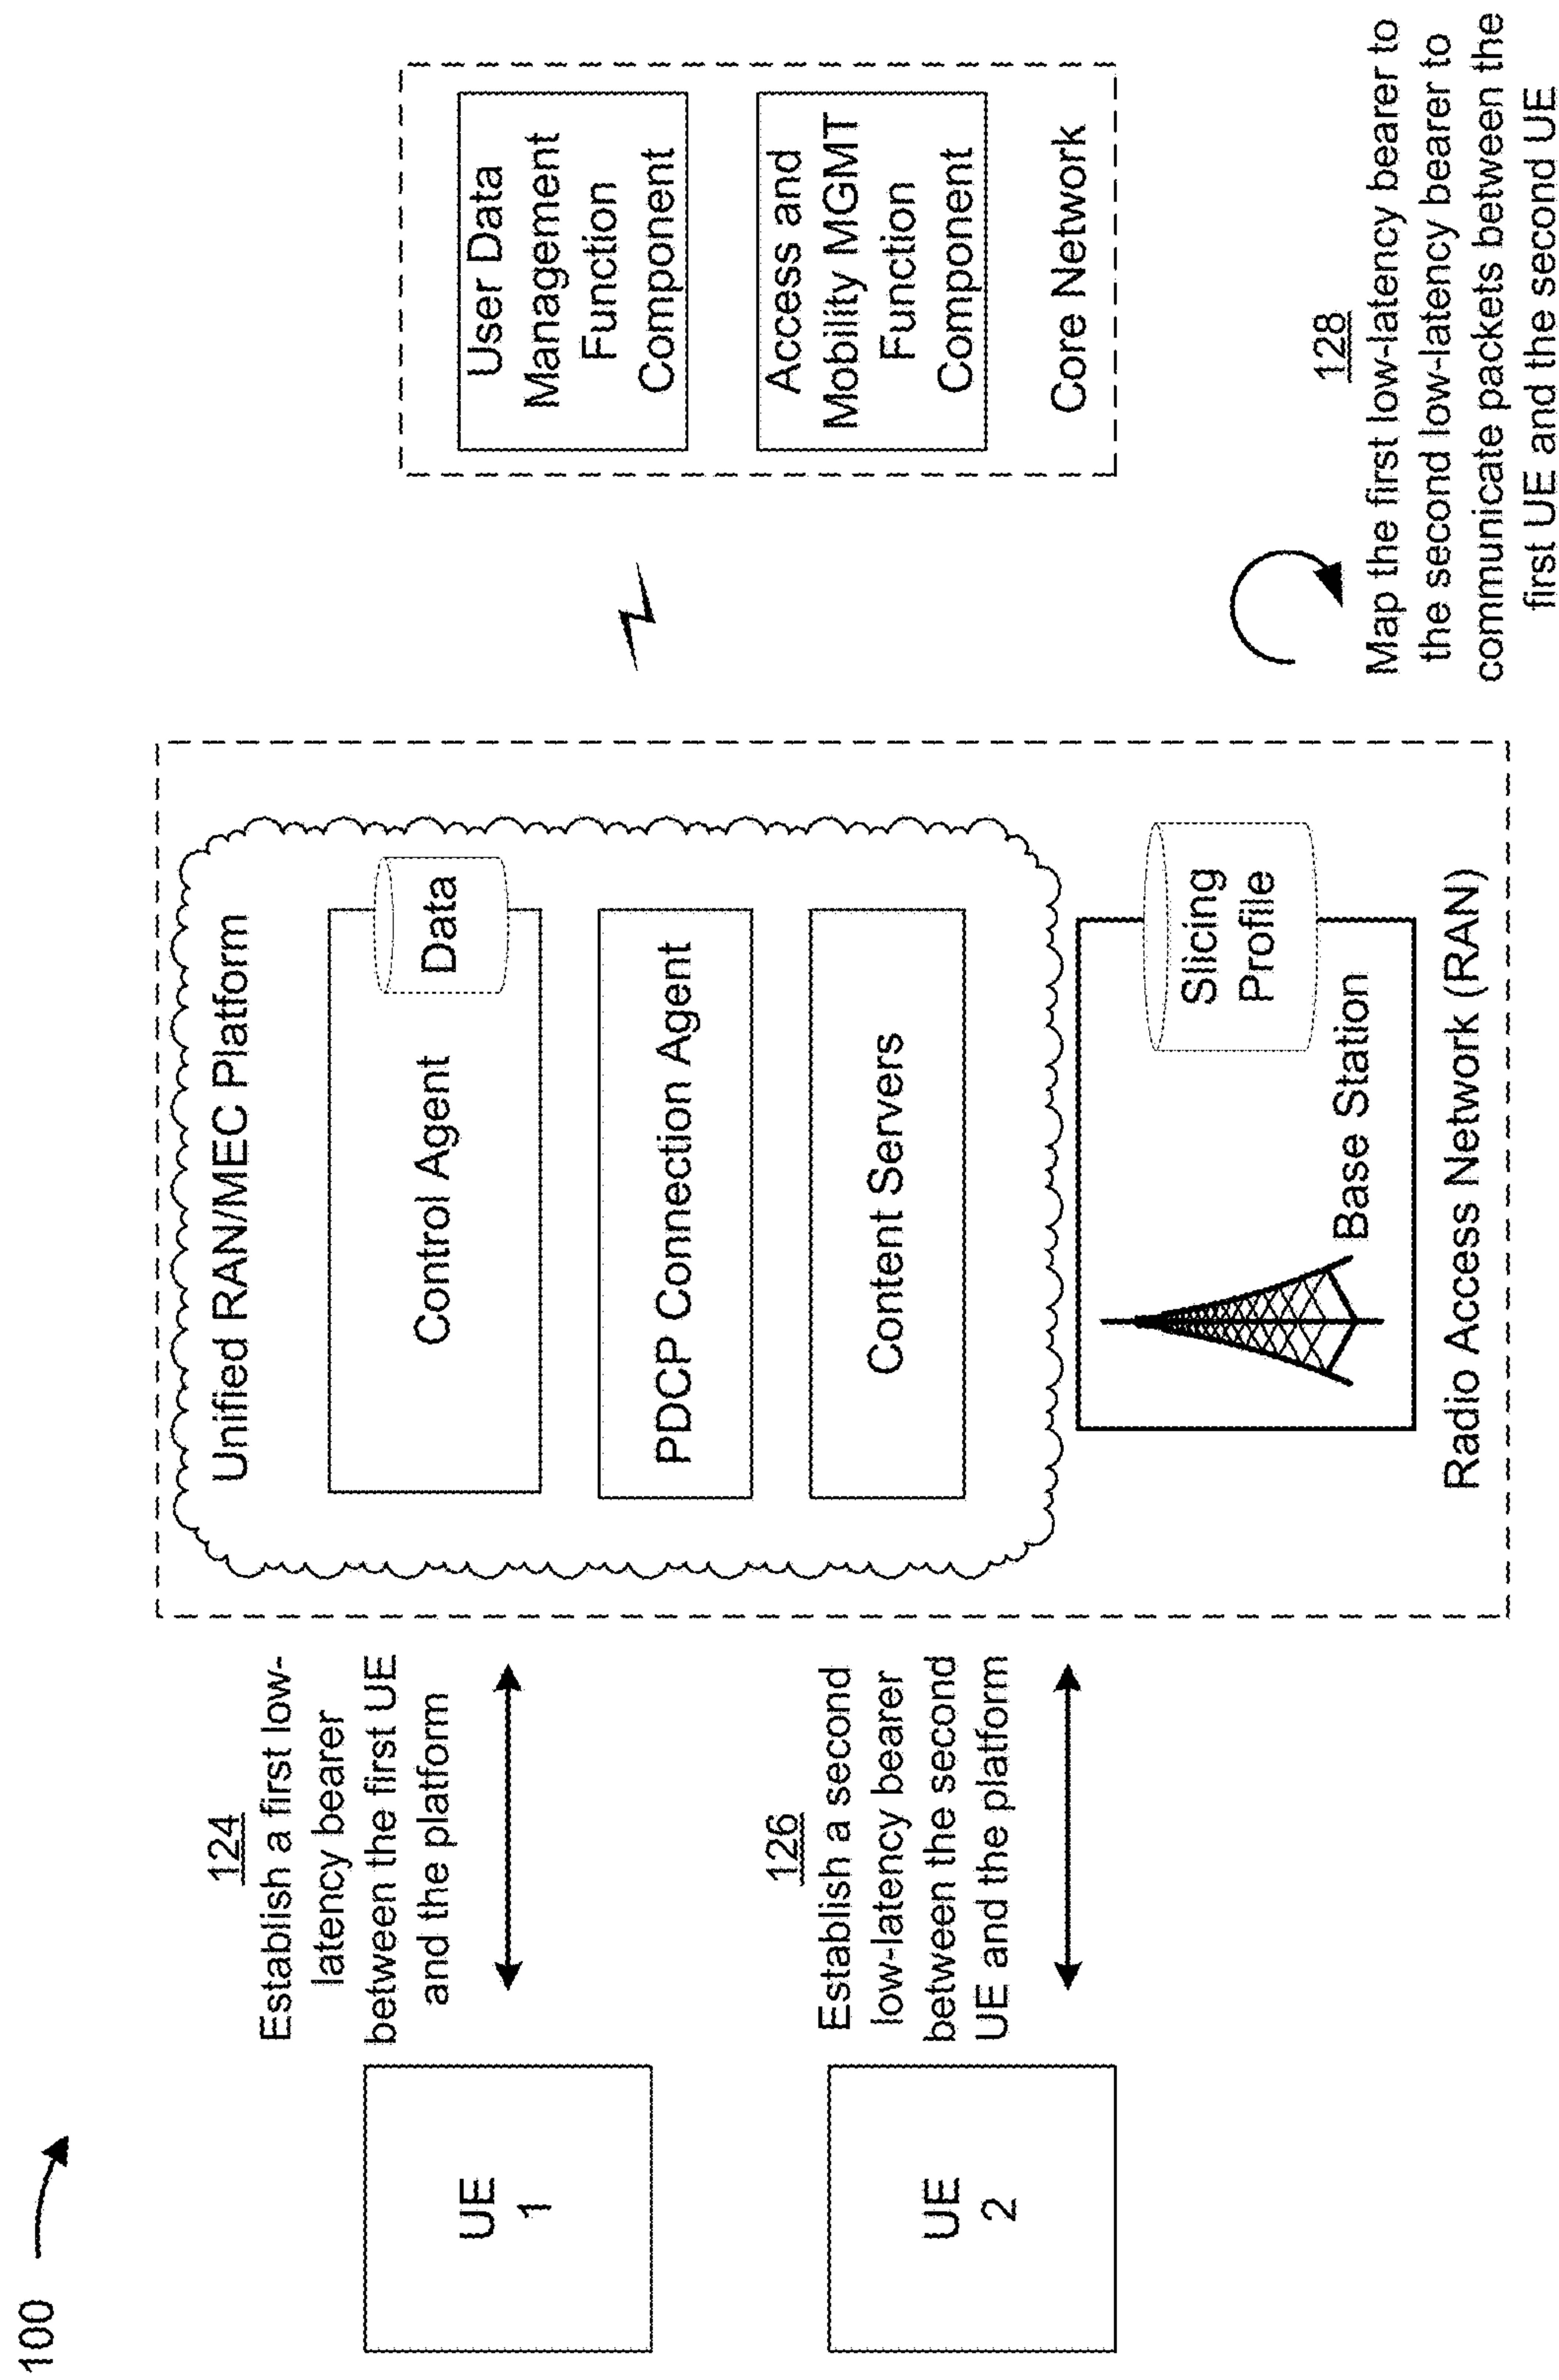 100
124
Establish a first low-
latency bearer
between the first UE
and the platform
UE
1
126
Establish a second
low-latency bearer
between the second
UE and the platform
UE
2
Unified RAN/MEC Platform
Control Agent
Data
PDCP Connection Agent
Content Servers
Slicing
Profile
Base Station
Radio Access Network (RAN)
User Data
Management
Function
Component
Access and
Mobility MGMT
Function
Component
Core Network
128
Map the first low-latency bearer to
the second low-latency bearer to
communicate packets between the
first UE and the second UE